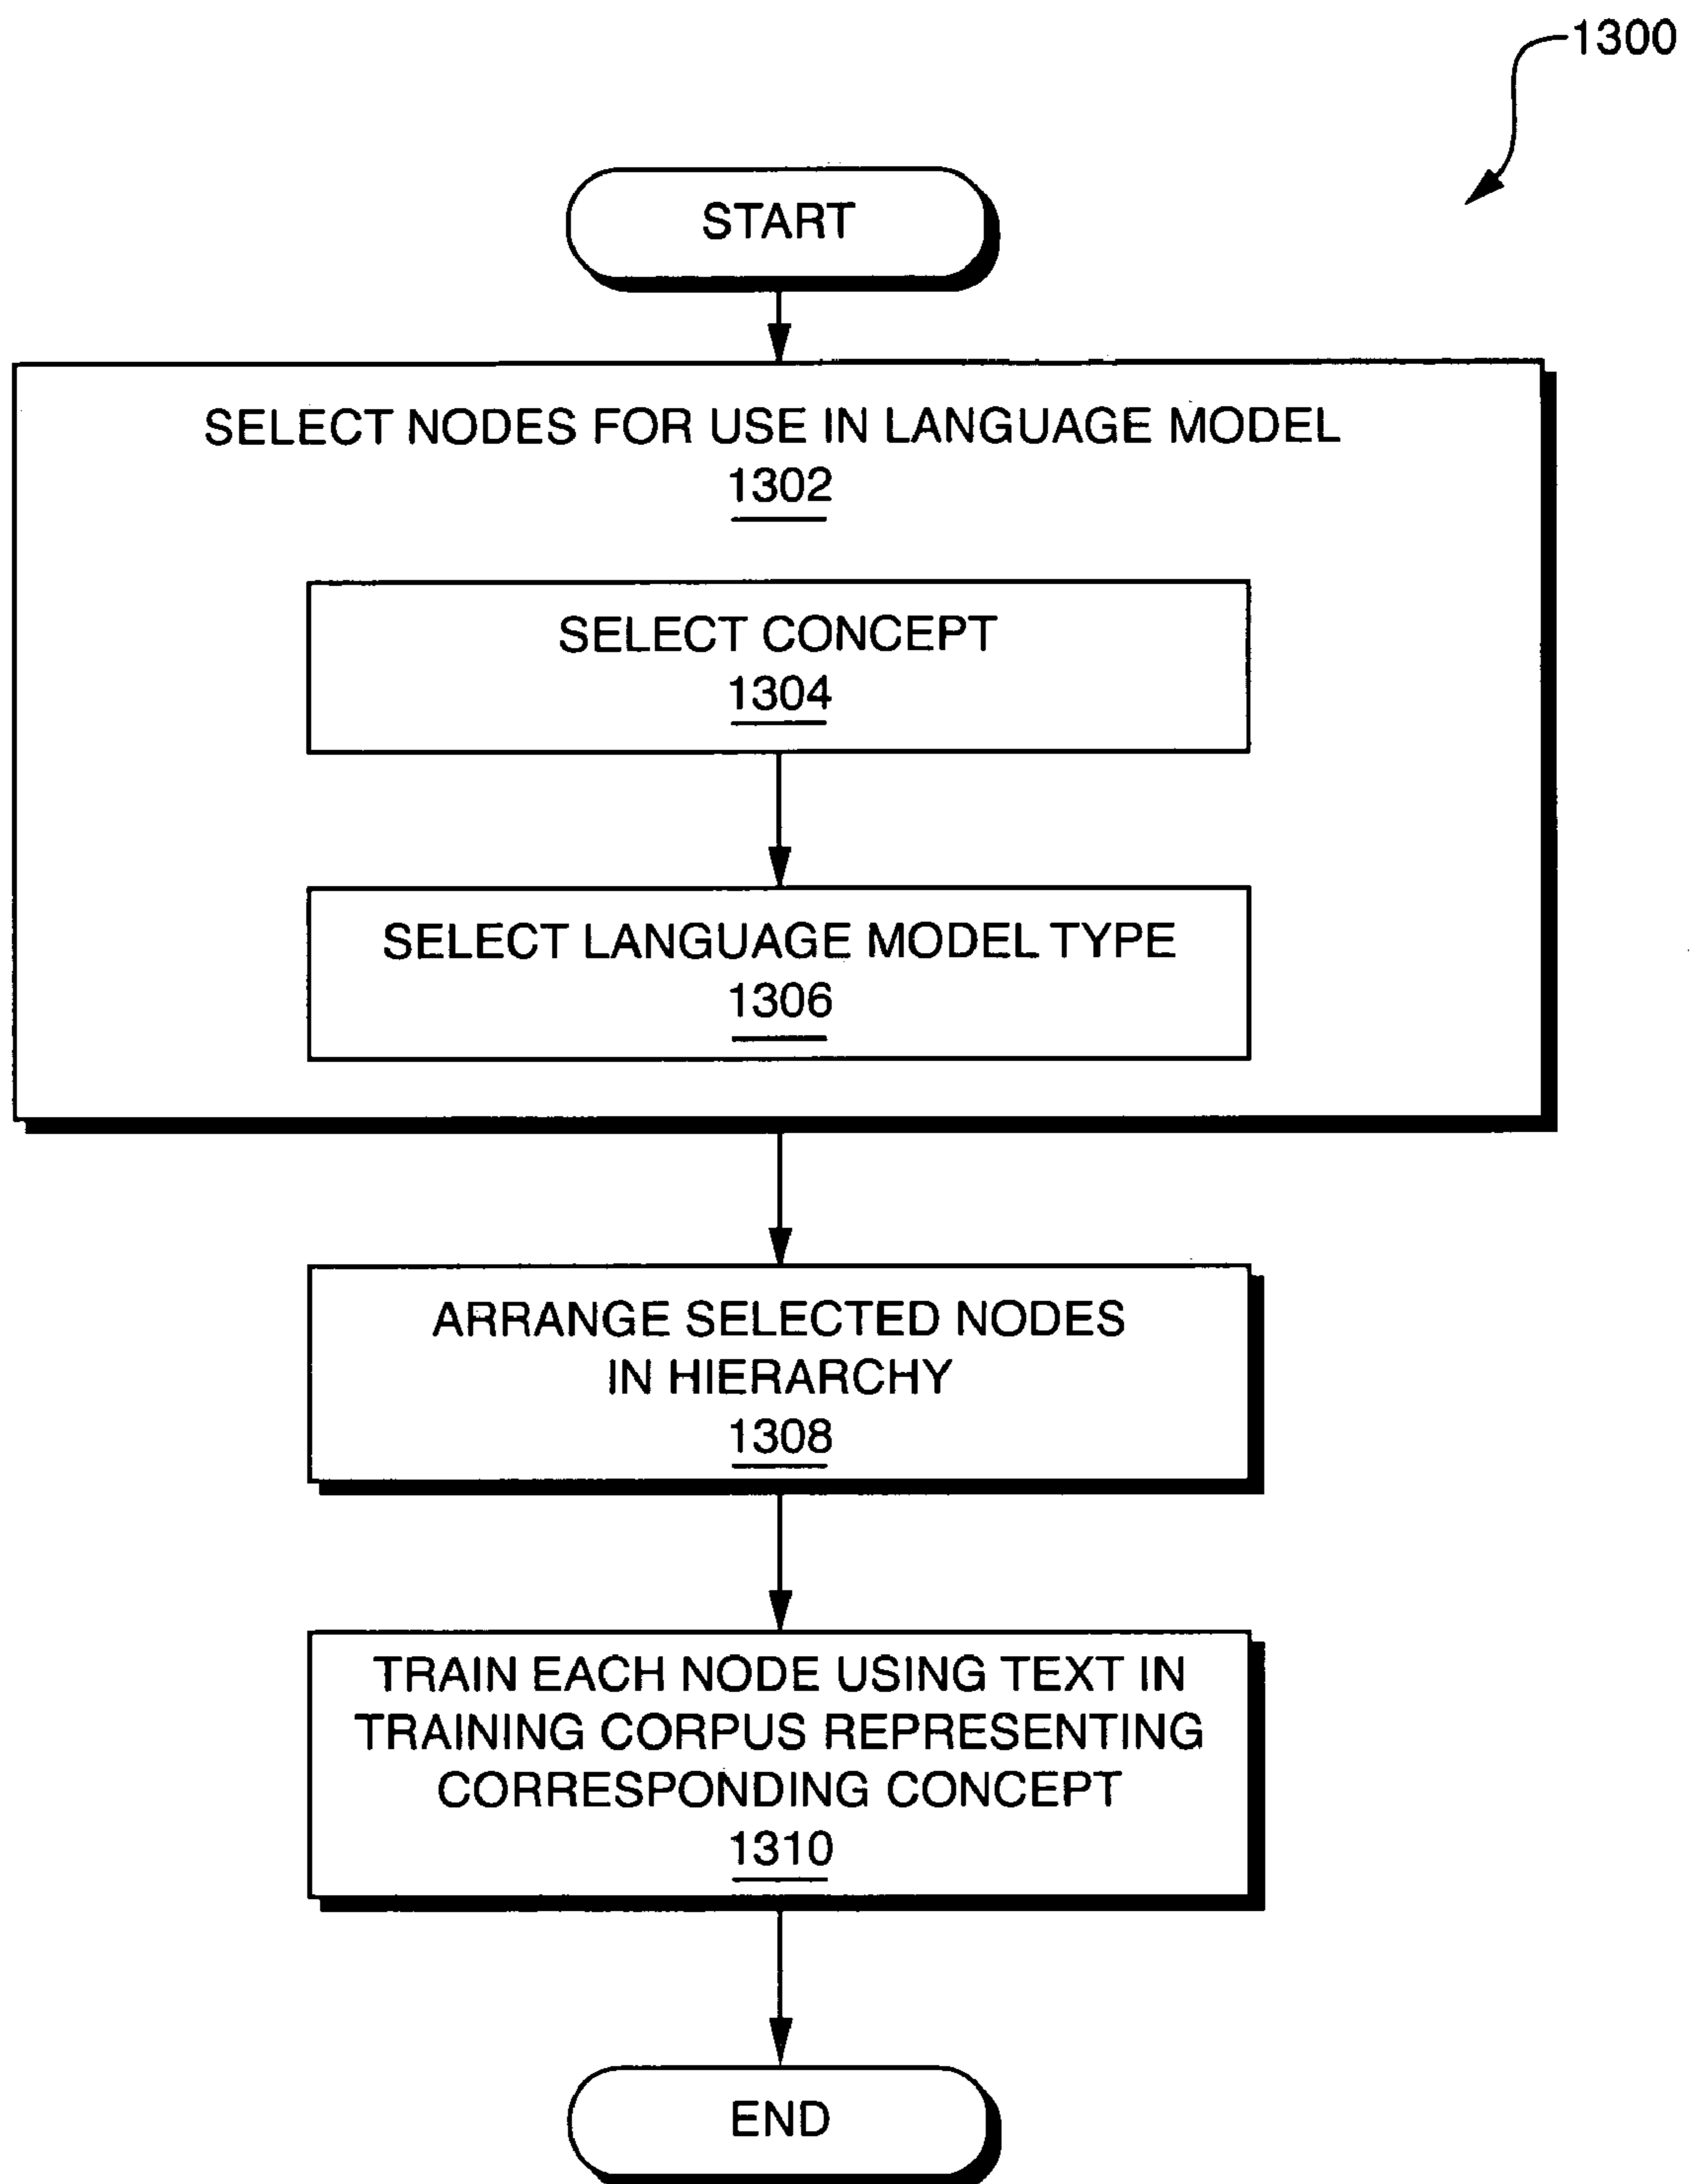 1300
START
SELECT NODES FOR USE IN LANGUAGE MODEL
1302
SELECT CONCEPT
1304
SELECT LANGUAGE MODEL TYPE
1306
ARRANGE SELECTED NODES
IN HIERARCHY
1308
TRAIN EACH NODE USING TEXT IN
TRAINING CORPUS REPRESENTING
CORRESPONDING CONCEPT
1310
END